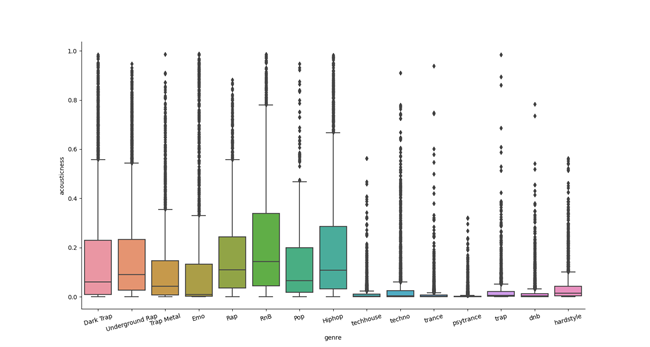 1.0
0.8
0.6
0.4
0.2
0.0
acousticness
Dark Trap
Underground Rap
Trap Metal
Emo
Rap
RnB
Pop
Hiphop
techhouse
techno
trance
psytrance
trap
dnb
hardstyle
genre